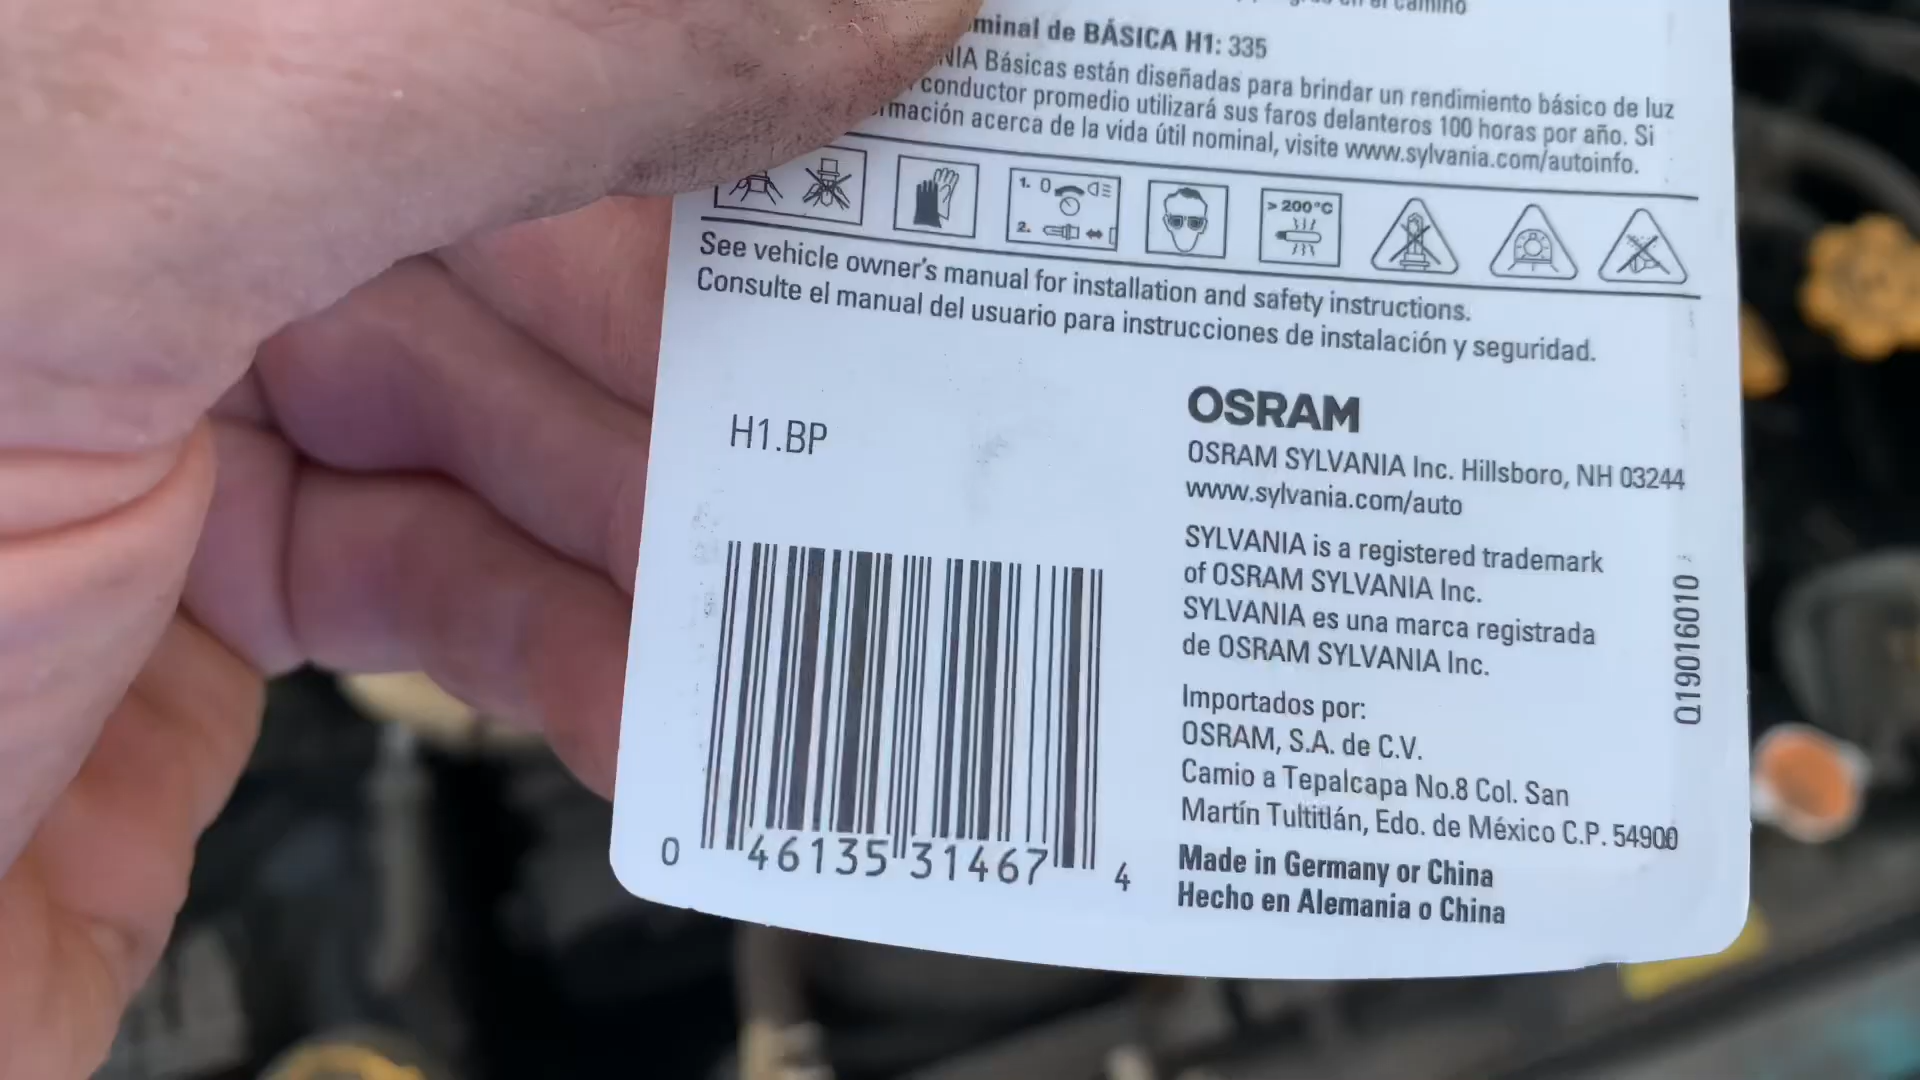 en el camino
minal de BÁSICA H1: 335
NIA Básicas están diseñadas para brindar un rendimiento básico de luz
conductor promedio utilizará sus faros delanteros 100 horas por año. Si
mación acerca de la vida útil nominal, visite www.sylvania.com/autoinfo.
1. 0
2.
> 200°C
See vehicle owner's manual for installation and safety instructions.
Consulte el manual del usuario para instrucciones de instalación y seguridad.
H1.BP
OSRAM
OSRAM SYLVANIA Inc. Hillsboro, NH 03244
www.sylvania.com/auto
SYLVANIA is a registered trademark
of OSRAM SYLVANIA Inc.
SYLVANIA es una marca registrada
de OSRAM SYLVANIA Inc.
Importados por:
OSRAM, S.A. de C.V.
Camio a Tepalcapa No.8 Col. San
Martín Tultitlán, Edo. de México C.P. 54900
Made in Germany or China
Hecho en Alemania o China
Q19016010
0 46135 31467 4